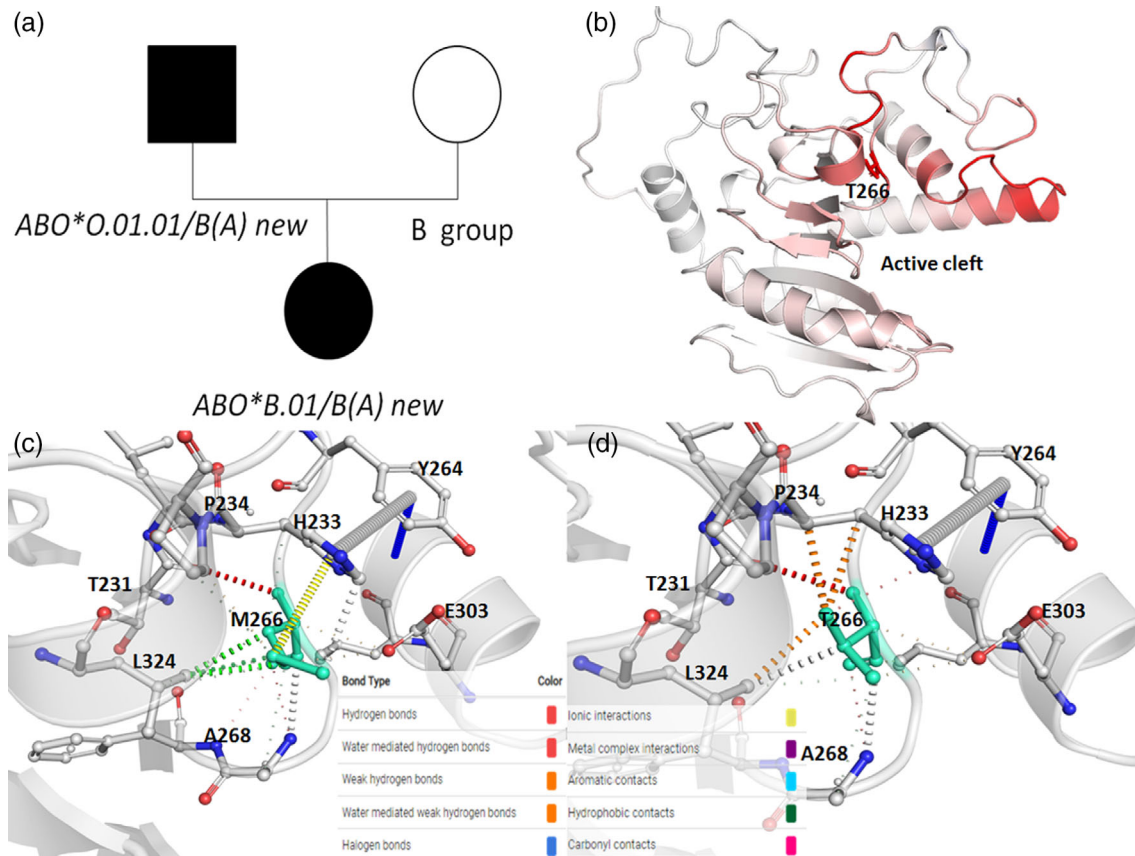 (a)
ABO*O.01.01/B(A) new
B group
ABO*B.01/B(A) new
(b)
T266
Active cleft
(c)
Y264
P234
H233
T231
M266
E303
L324
A268
(d)
Y264
P234
H233
T231
T266
E303
L324
A268
Bond Type Color
Hydrogen bonds
Water mediated hydrogen bonds
Weak hydrogen bonds
Water mediated weak hydrogen bonds
Halogen bonds
Ionic interactions
Metal complex interactions
Aromatic contacts
Hydrophobic contacts
Carbonyl contacts